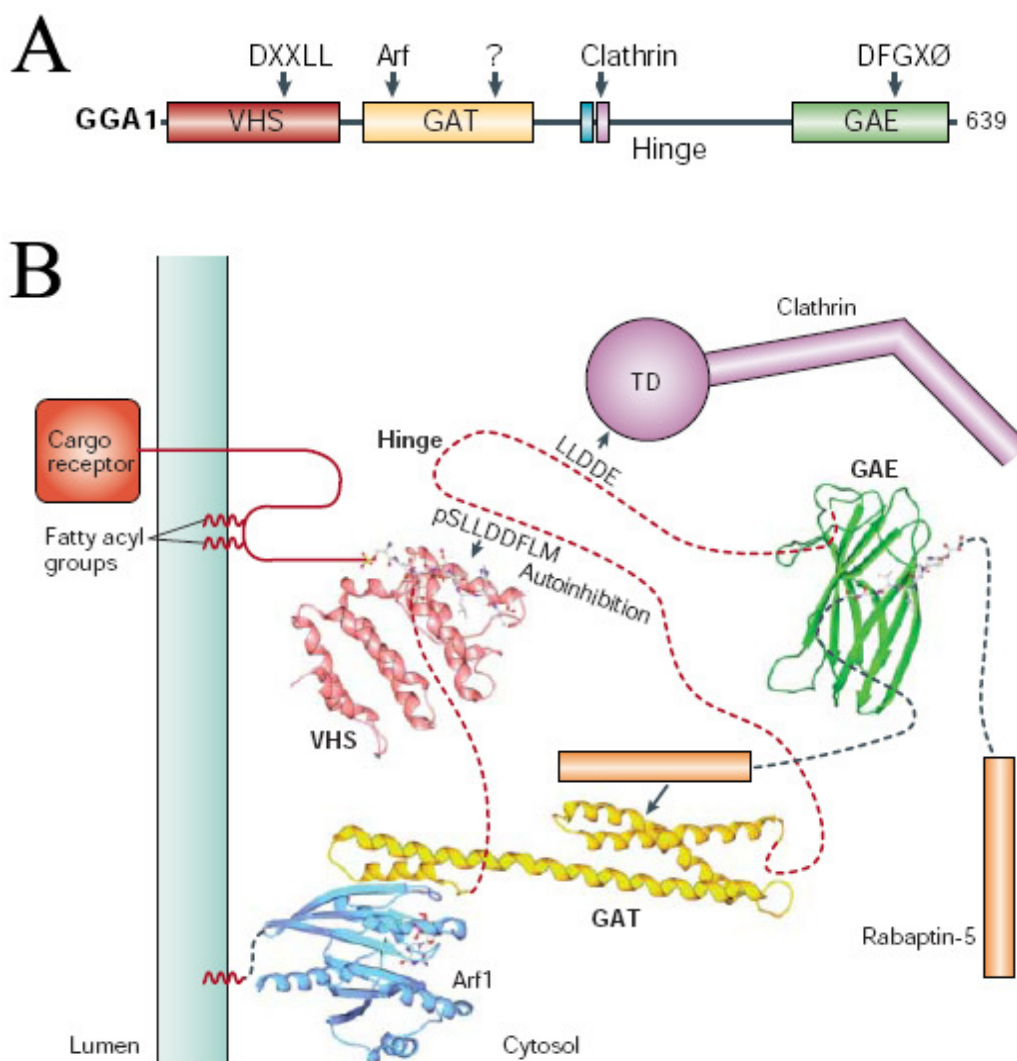 A
DXXLL Arf ? Clathrin DFGXØ
GGA1 VHS GAT GAE 639
Hinge
B
Clathrin
TD
Cargo
receptor
Hinge
LLDDE
GAE
Fatty acyl
groups
pSLLDDFLM
Autoinhibition
VHS
GAT
Rabaptin-5
Arf1
Lumen Cytosol